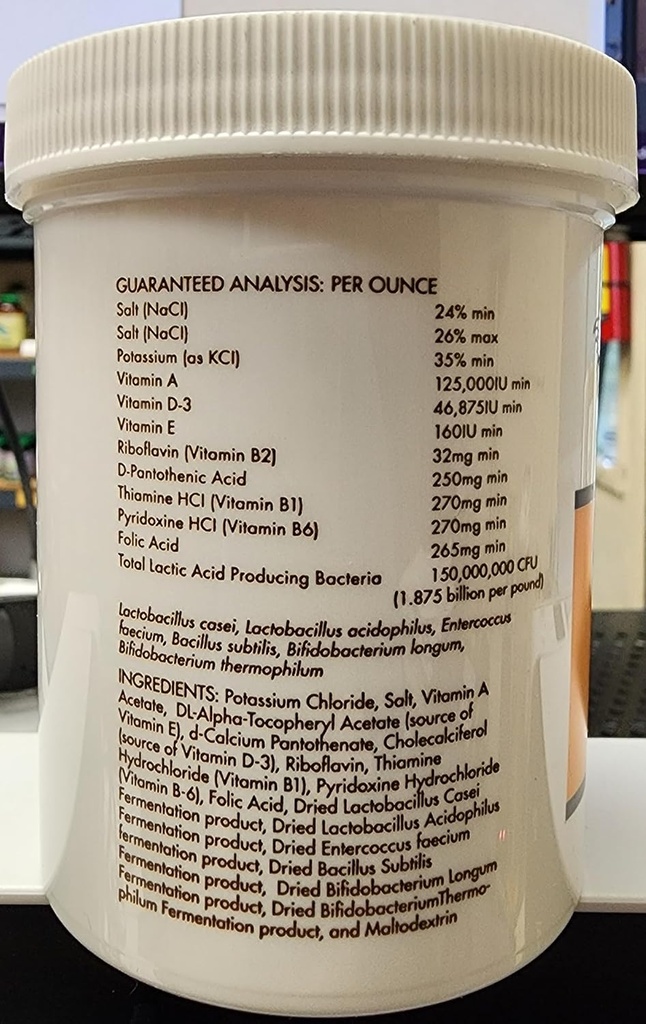 GUARANTEED ANALYSIS: PER OUNCE
Salt (NaCl) 24% min
Salt (NaCl) 26% max
Potassium (as KCl) 35% min
Vitamin A 125,000IU min
Vitamin D-3 46,875IU min
Vitamin E 160IU min
Riboflavin (Vitamin B2) 32mg min
D-Pantothenic Acid 250mg min
Thiamine HCl (Vitamin B1) 270mg min
Pyridoxine HCl (Vitamin B6) 270mg min
Folic Acid 265mg min
Total Lactic Acid Producing Bacteria 150,000,000 CFU
(1.875 billion per pound)
Lactobacillus casei, Lactobacillus acidophilus, Entercoccus
faecium, Bacillus subtilis, Bifidobacterium longum,
Bifidobacterium thermophilum
INGREDIENTS: Potassium Chloride, Salt, Vitamin A
Acetate, DL-Alpha-Tocopheryl Acetate (source of
Vitamin E), d-Calcium Pantothenate, Cholecalciferol
(source of Vitamin D-3), Riboflavin, Thiamine
Hydrochloride (Vitamin B1), Pyridoxine Hydrochloride
(Vitamin B-6), Folic Acid, Dried Lactobacillus Casei
Fermentation product, Dried Lactobacillus Acidophilus
Fermentation product, Dried Entercoccus faecium
fermentation product, Dried Bacillus Subtilis
Fermentation product, Dried Bifidobacterium Longum
Fermentation product, Dried BifidobacteriumThermo-
philum Fermentation product, and Maltodextrin